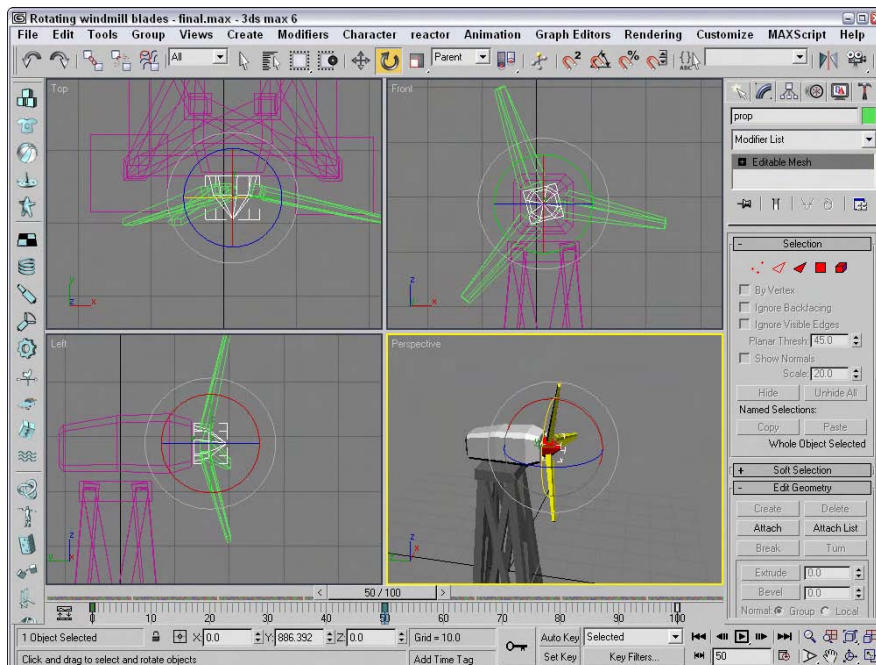 Rotating windmill blades - final.max - 3ds max 6
File Edit Tools Group Views Create Modifiers Character reactor Animation Graph Editors Rendering Customize MAXScript Help
All
Parent
ABC
Top
Front
y
z x
z
y x
Left
Perspective
z
y x
z
x
prop
Modifier List
Editable Mesh
- Selection
By Vertex
Ignore Backfacing
Ignore Visible Edges
Planar Thresh: 45.0
Show Normals
Scale: 20.0
Hide Unhide All
Named Selections:
Copy Paste
Whole Object Selected
+ Soft Selection
- Edit Geometry
Create Delete
Attach Attach List
Break Turn
Extrude 0.0
Bevel 0.0
Normal: Group Local
< 50 / 100 >
0 10 20 30 40 50 60 70 80 90 100
1 Object Selected X: 0.0 Y: 886.392 Z: 0.0 Grid = 10.0 Auto Key Selected
Click and drag to select and rotate objects Add Time Tag Set Key Key Filters... 50